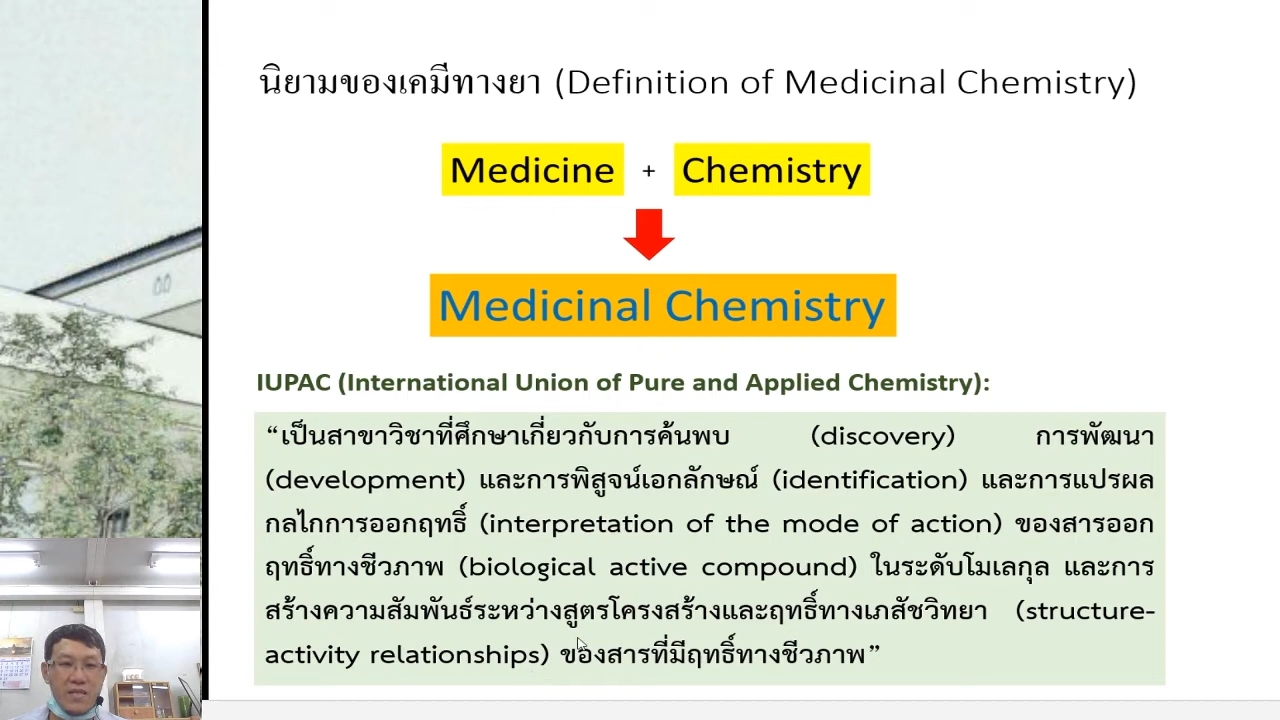 นิยามของเคมีทางยา (Definition of Medicinal Chemistry)
Medicine + Chemistry
Medicinal Chemistry
IUPAC (International Union of Pure and Applied Chemistry):
“เป็นสาขาวิชาที่ศึกษาเกี่ยวกับการค้นพบ (discovery) การพัฒนา
(development) และการพิสูจน์เอกลักษณ์ (identification) และการแปรผล
กลไกการออกฤทธิ์ (interpretation of the mode of action) ของสารออก
ฤทธิ์ทางชีวภาพ (biological active compound) ในระดับโมเลกุล และการ
สร้างความสัมพันธ์ระหว่างสูตรโครงสร้างและฤทธิ์ทางเภสัชวิทยา (structure-
activity relationships) ของสารที่มีฤทธิ์ทางชีวภาพ”